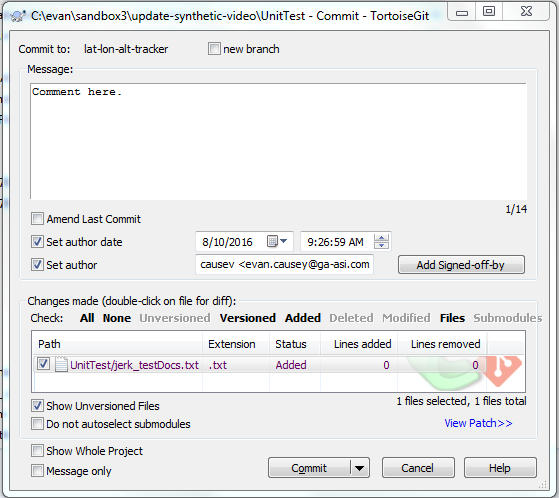 C:\evan\sandbox3\update-synthetic-video\UnitTest - Commit - TortoiseGit
Commit to: lat-lon-alt-tracker new branch
Message:
Comment here.
1/14
Amend Last Commit
Set author date 8/10/2016 9:26:59 AM
Set author causev <evan.causey@ga-asi.com Add Signed-off-by
Changes made (double-click on file for diff):
Check: All None Unversioned Versioned Added Deleted Modified Files Submodules
Path Extension Status Lines added Lines removed
UnitTest/jerk_testDocs.txt .txt Added 0 0
Show Unversioned Files 1 files selected, 1 files total
Do not autoselect submodules View Patch>>
Show Whole Project
Message only Commit Cancel Help